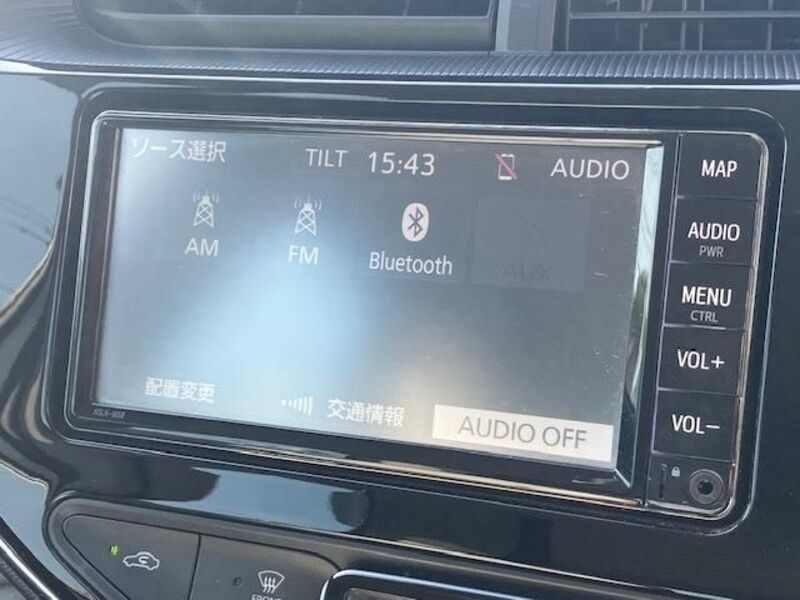 ソース選択 TILT 15:43 AUDIO
AM FM Bluetooth AUX
配置変更 交通情報 AUDIO OFF
MAP
AUDIO
PWR
MENU
CTRL
VOL+
VOL-
FRONT